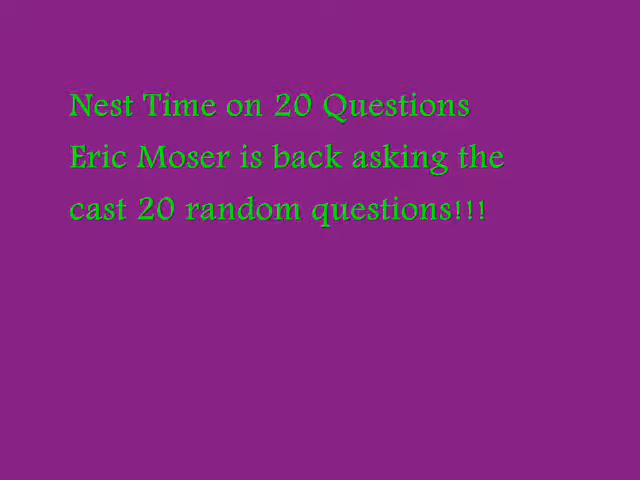 Nest Time on 20 Questions
Eric Moser is back asking the
cast 20 random questions!!!